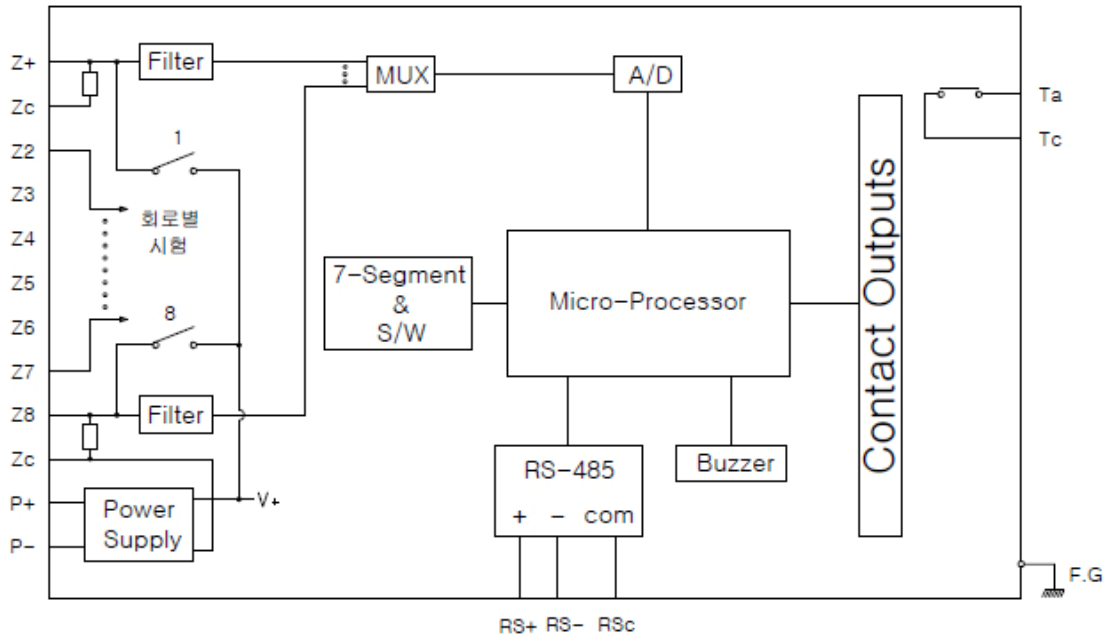 Z+
Filter
MUX
A/D
Zc
Ta
1
Tc
Z2
Z3
회로별
시험
Z4
7-Segment
&
S/W
Micro-Processor
Contact Outputs
Z5
8
Z6
Z7
Z8
Filter
Zc
RS-485
+ - com
Buzzer
P+
Power
Supply
V+
P-
F.G
RS+ RS- RSc